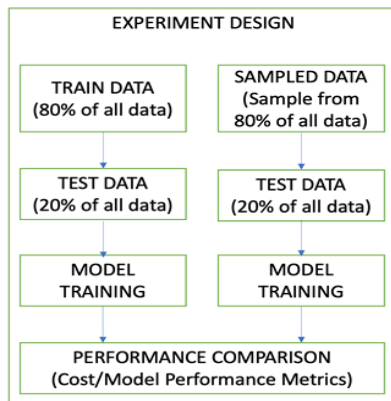 EXPERIMENT DESIGN
TRAIN DATA
(80% of all data)
SAMPLED DATA
(Sample from
80% of all data)
TEST DATA
(20% of all data)
TEST DATA
(20% of all data)
MODEL
TRAINING
MODEL
TRAINING
PERFORMANCE COMPARISON
(Cost/Model Performance Metrics)